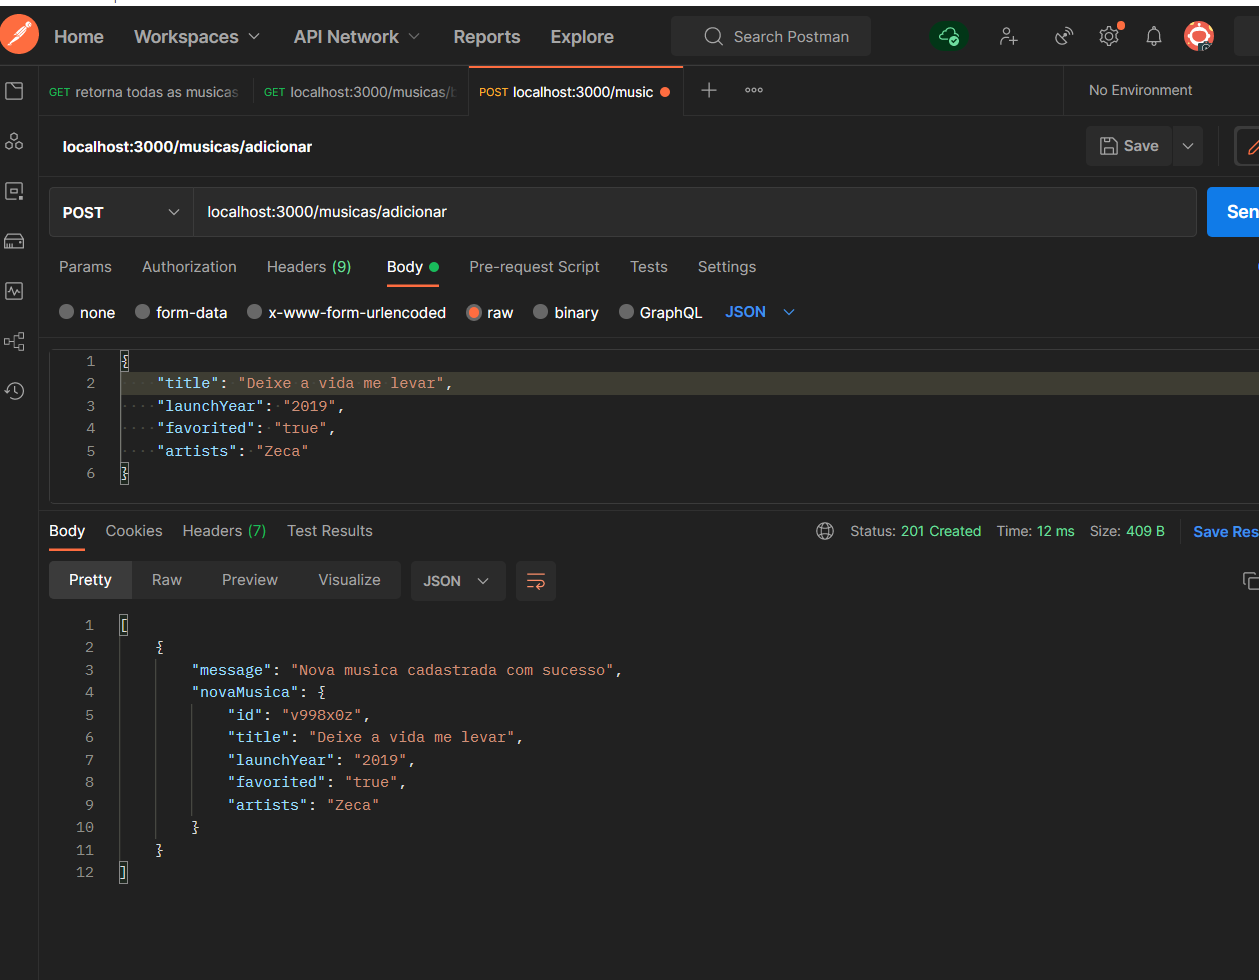 Home Workspaces API Network Reports Explore Search Postman
GET retorna todas as musicas GET localhost:3000/musicas/b POST localhost:3000/music No Environment
localhost:3000/musicas/adicionar Save
POST localhost:3000/musicas/adicionar Sen
Params Authorization Headers (9) Body Pre-request Script Tests Settings
none form-data x-www-form-urlencoded raw binary GraphQL JSON
1 {
2 "title": "Deixe a vida me levar",
3 "launchYear": "2019",
4 "favorited": "true",
5 "artists": "Zeca"
6 }
Body Cookies Headers (7) Test Results Status: 201 Created Time: 12 ms Size: 409 B Save Res
Pretty Raw Preview Visualize JSON
1 [
2 {
3 "message": "Nova musica cadastrada com sucesso",
4 "novaMusica": {
5 "id": "v998x0z",
6 "title": "Deixe a vida me levar",
7 "launchYear": "2019",
8 "favorited": "true",
9 "artists": "Zeca"
10 }
11 }
12 ]